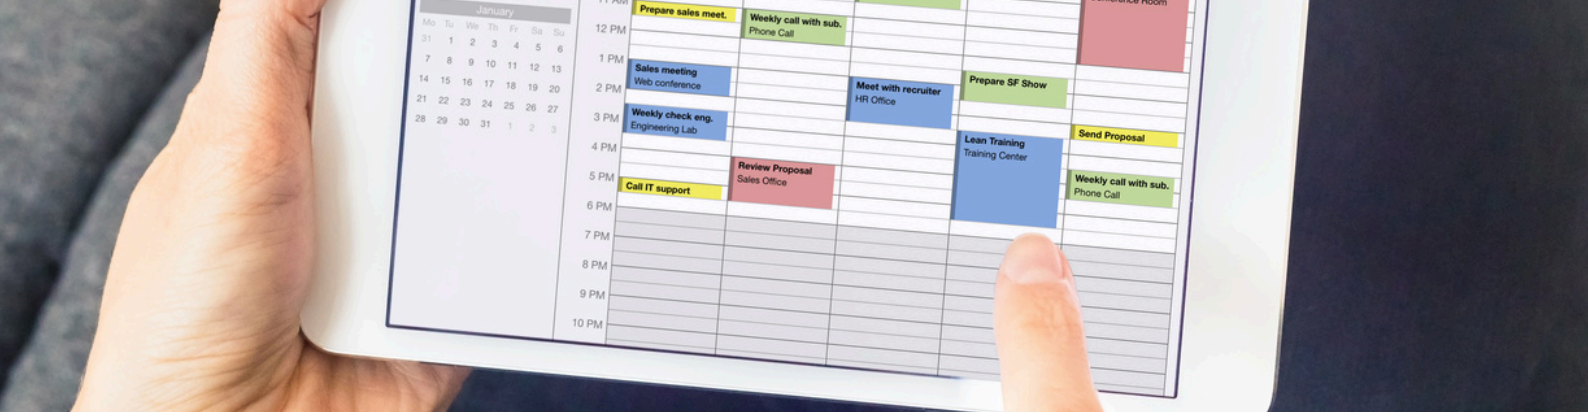 January
Mo Tu We Th Fr Sa Su
31 1 2 3 4 5 6
7 8 9 10 11 12 13
14 15 16 17 18 19 20
21 22 23 24 25 26 27
28 29 30 31 1 2 3
11 AM
12 PM
1 PM
2 PM
3 PM
4 PM
5 PM
6 PM
7 PM
8 PM
9 PM
10 PM
Prepare sales meet.
Sales meeting
Web conference
Weekly check eng.
Engineering Lab
Call IT support
Weekly call with sub.
Phone Call
Review Proposal
Sales Office
Meet with recruiter
HR Office
Prepare SF Show
Lean Training
Training Center
Room
Send Proposal
Weekly call with sub.
Phone Call